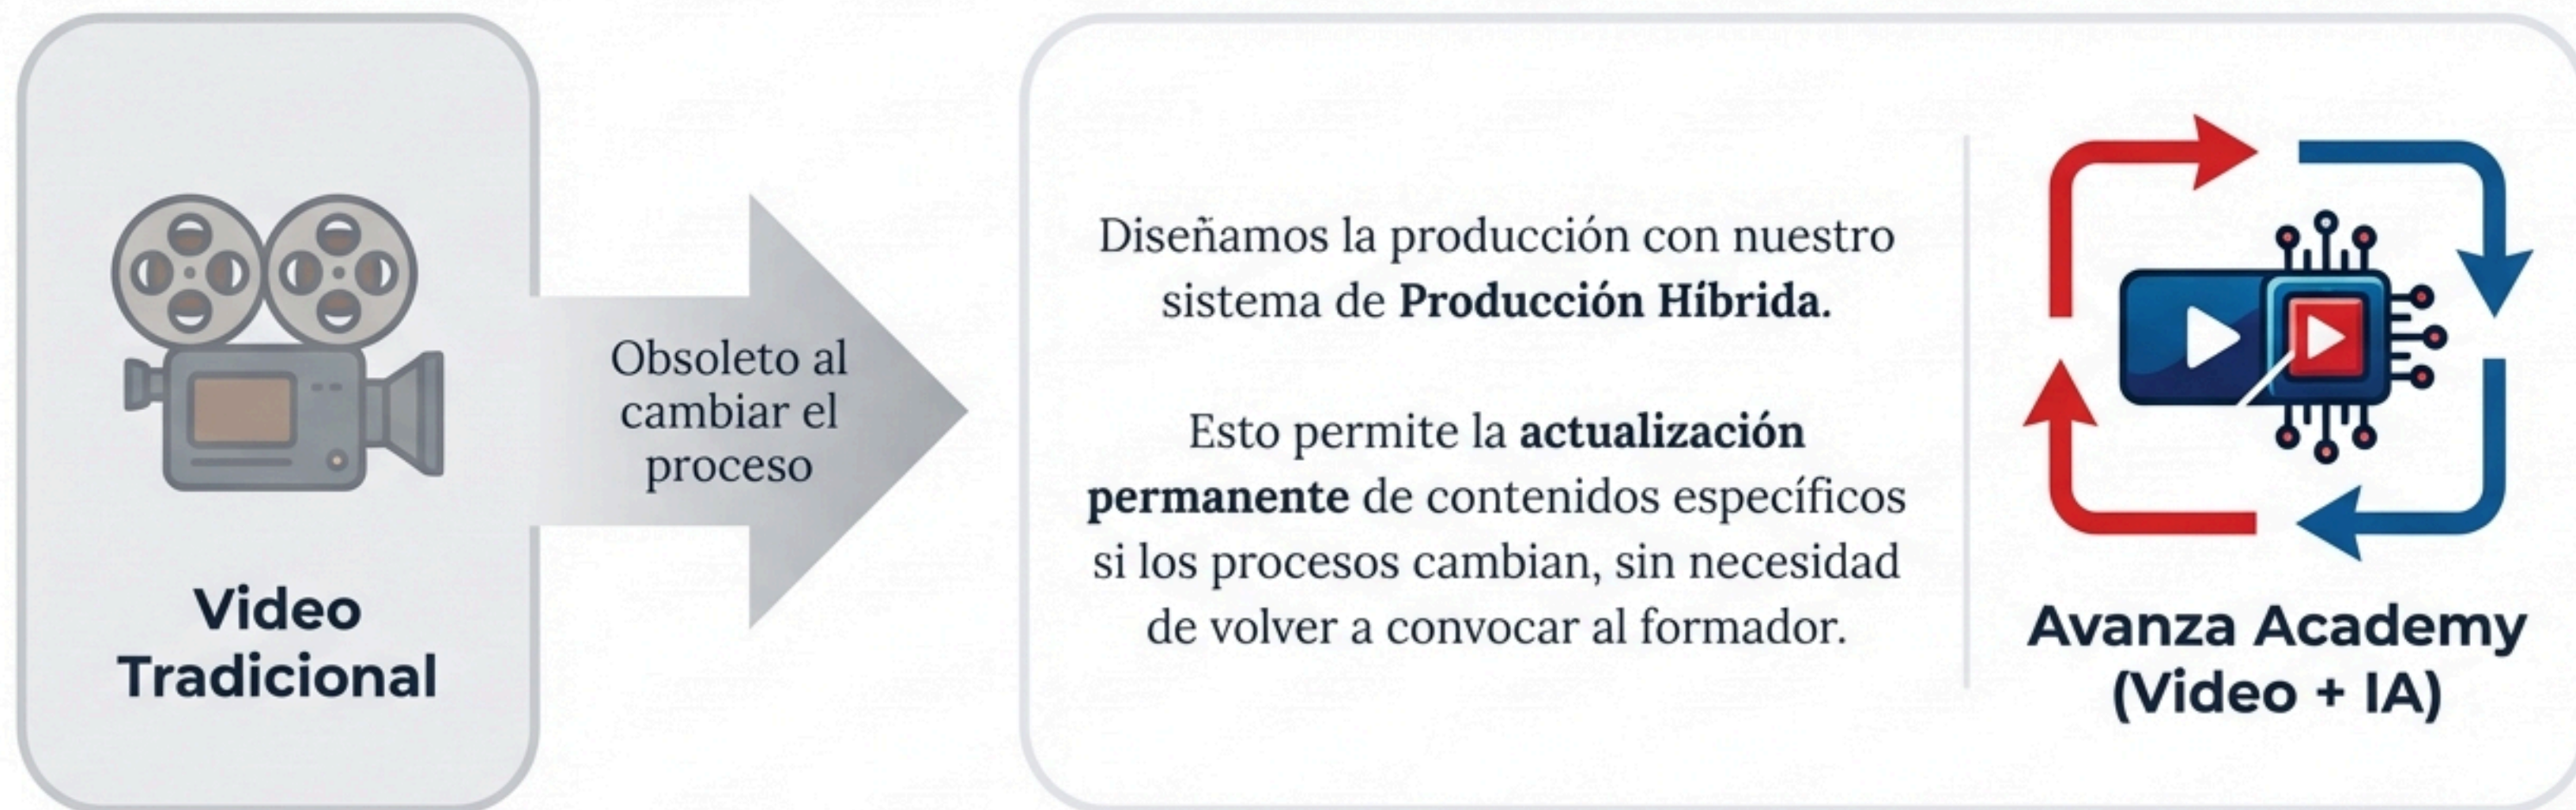 Video
Tradicional
Obsoleto al
cambiar el
proceso
Diseñamos la producción con nuestro
sistema de Producción Híbrida.
Esto permite la actualización
permanente de contenidos específicos
si los procesos cambian, sin necesidad
de volver a convocar al formador.
Avanza Academy
(Video + IA)